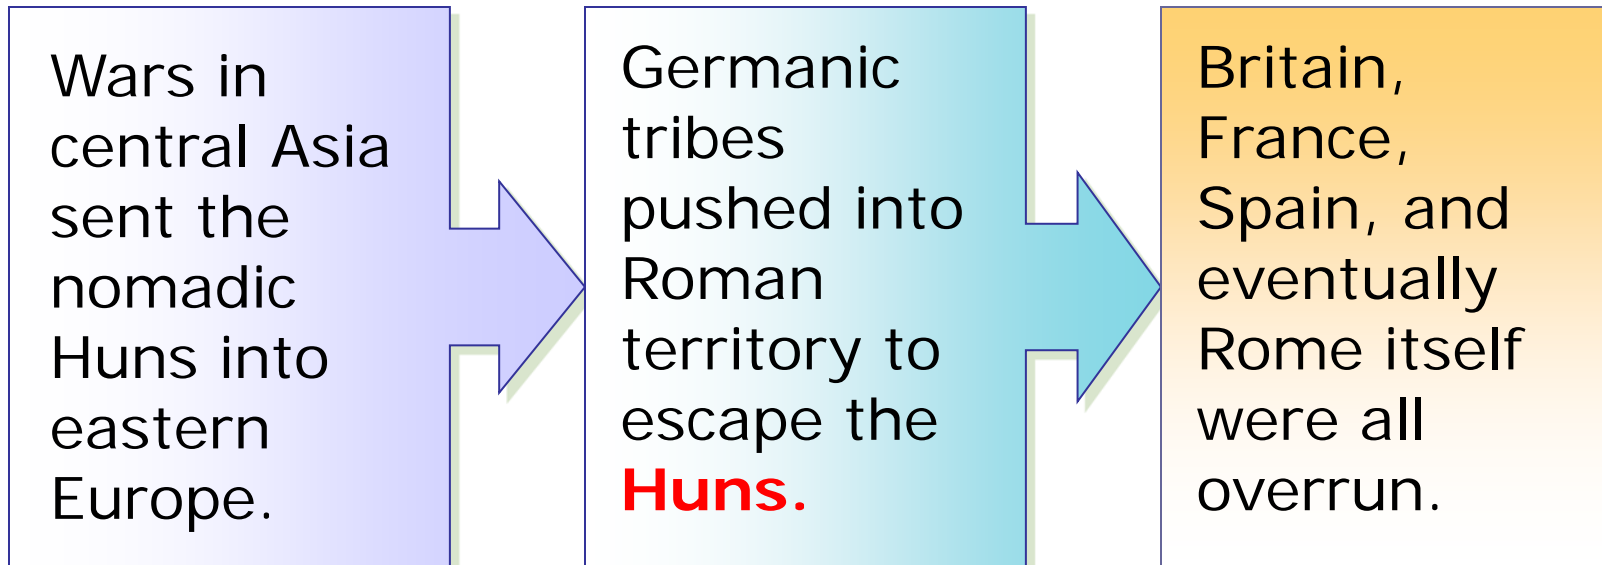 Wars in
central Asia
sent the
nomadic
Huns into
eastern
Europe.
Germanic
tribes
pushed into
Roman
territory to
escape the
Huns.
Britain,
France,
Spain, and
eventually
Rome itself
were all
overrun.